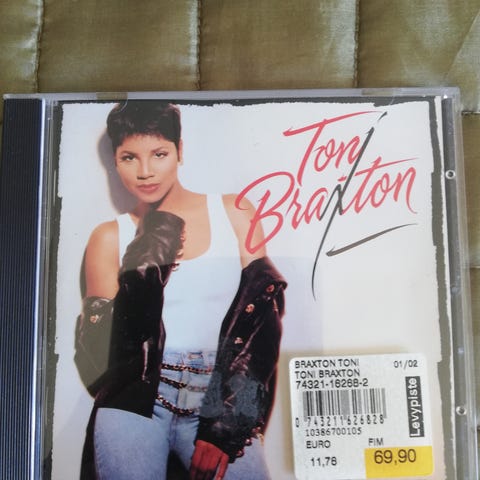 Toni
Braxton
BRAXTON TONI 01/02
TONI BRAXTON
74321-16268-2
0 743211 626828
10386700105
EURO FIM
11,76 69,90
Levypiste